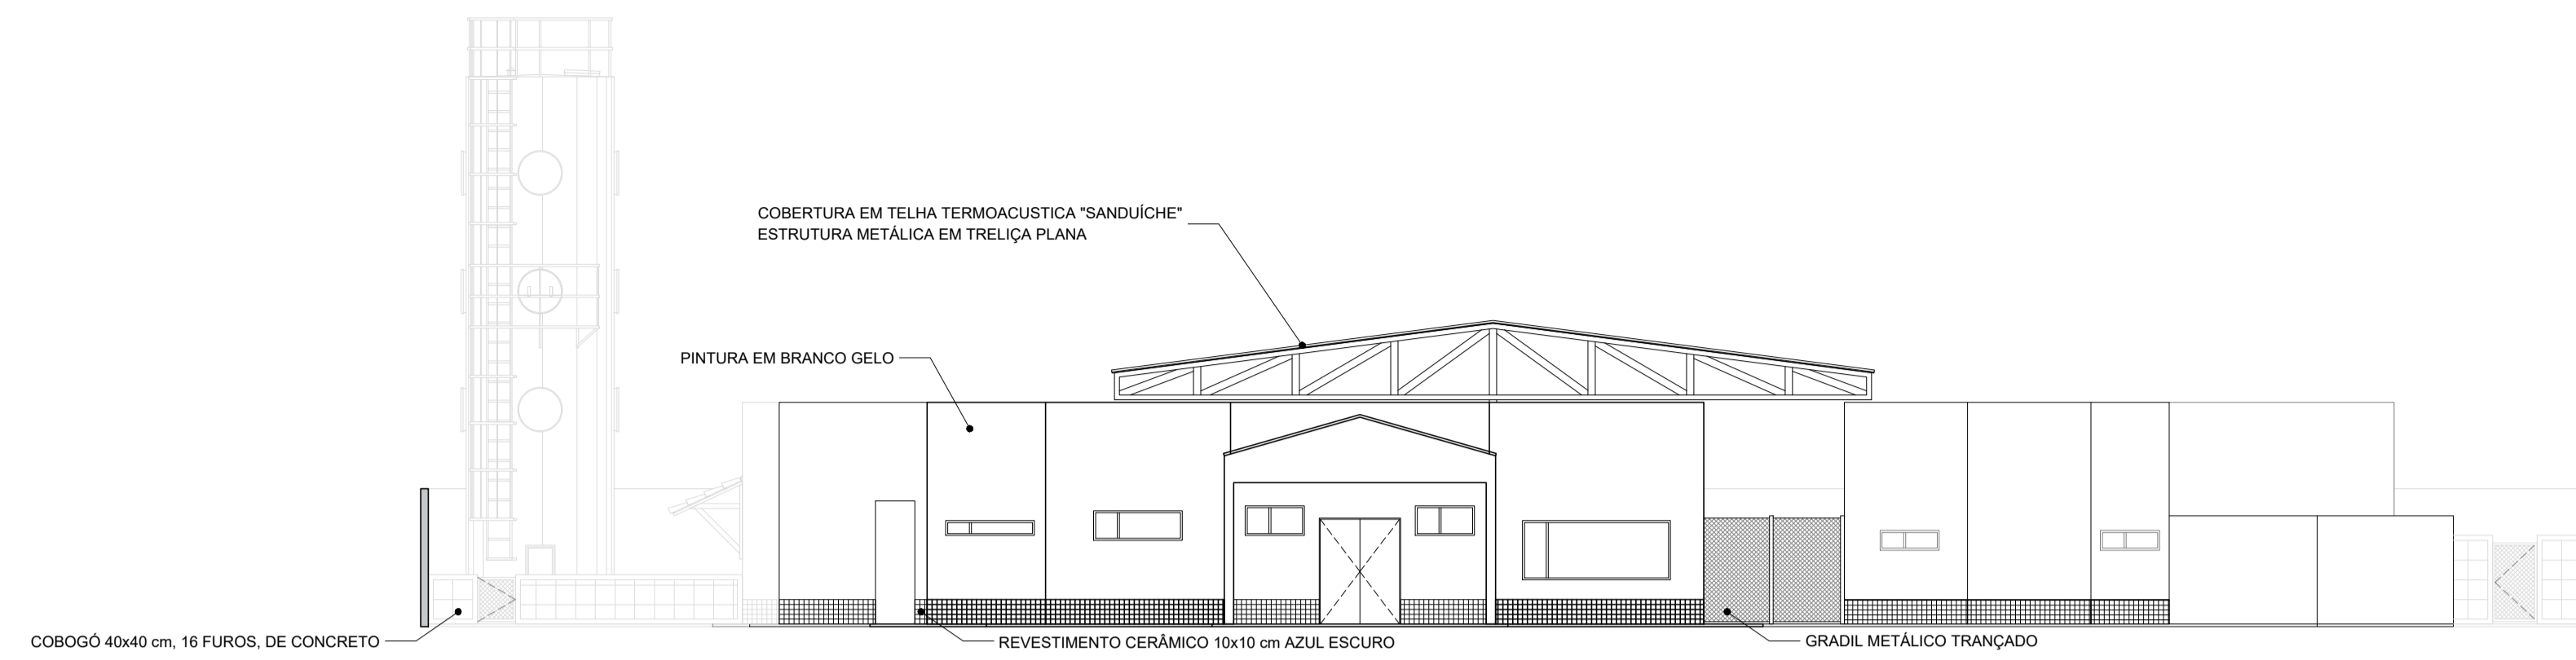 COBERTURA EM TELHA TERMOACUSTICA "SANDUÍCHE"
ESTRUTURA METÁLICA EM TRELIÇA PLANA
PINTURA EM BRANCO GELO
COBOGÓ 40x40 cm, 16 FUROS, DE CONCRETO
REVESTIMENTO CERÂMICO 10x10 cm AZUL ESCURO
GRADIL METÁLICO TRANÇADO